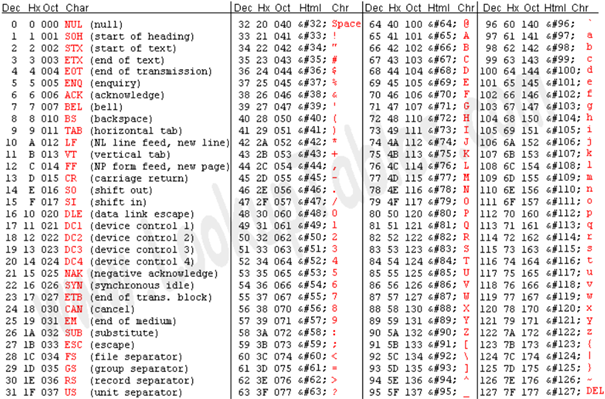 Dec Hx Oct Char Dec Hx Oct Html Chr Dec Hx Oct Html Chr Dec Hx Oct Html Chr
0 0 000 NUL (null) 32 20 040 &#32; Space 64 40 100 &#64; @ 96 60 140 &#96; `
1 1 001 SOH (start of heading) 33 21 041 &#33; ! 65 41 101 &#65; A 97 61 141 &#97; a
2 2 002 STX (start of text) 34 22 042 &#34; " 66 42 102 &#66; B 98 62 142 &#98; b
3 3 003 ETX (end of text) 35 23 043 &#35; # 67 43 103 &#67; C 99 63 143 &#99; c
4 4 004 EOT (end of transmission) 36 24 044 &#36; $ 68 44 104 &#68; D 100 64 144 &#100; d
5 5 005 ENQ (enquiry) 37 25 045 &#37; % 69 45 105 &#69; E 101 65 145 &#101; e
6 6 006 ACK (acknowledge) 38 26 046 &#38; & 70 46 106 &#70; F 102 66 146 &#102; f
7 7 007 BEL (bell) 39 27 047 &#39; ' 71 47 107 &#71; G 103 67 147 &#103; g
8 8 010 BS (backspace) 40 28 050 &#40; ( 72 48 110 &#72; H 104 68 150 &#104; h
9 9 011 TAB (horizontal tab) 41 29 051 &#41; ) 73 49 111 &#73; I 105 69 151 &#105; i
10 A 012 LF (NL line feed, new line) 42 2A 052 &#42; * 74 4A 112 &#74; J 106 6A 152 &#106; j
11 B 013 VT (vertical tab) 43 2B 053 &#43; + 75 4B 113 &#75; K 107 6B 153 &#107; k
12 C 014 FF (NP form feed, new page) 44 2C 054 &#44; , 76 4C 114 &#76; L 108 6C 154 &#108; l
13 D 015 CR (carriage return) 45 2D 055 &#45; - 77 4D 115 &#77; M 109 6D 155 &#109; m
14 E 016 SO (shift out) 46 2E 056 &#46; . 78 4E 116 &#78; N 110 6E 156 &#110; n
15 F 017 SI (shift in) 47 2F 057 &#47; / 79 4F 117 &#79; O 111 6F 157 &#111; o
16 10 020 DLE (data link escape) 48 30 060 &#48; 0 80 50 120 &#80; P 112 70 160 &#112; p
17 11 021 DC1 (device control 1) 49 31 061 &#49; 1 81 51 121 &#81; Q 113 71 161 &#113; q
18 12 022 DC2 (device control 2) 50 32 062 &#50; 2 82 52 122 &#82; R 114 72 162 &#114; r
19 13 023 DC3 (device control 3) 51 33 063 &#51; 3 83 53 123 &#83; S 115 73 163 &#115; s
20 14 024 DC4 (device control 4) 52 34 064 &#52; 4 84 54 124 &#84; T 116 74 164 &#116; t
21 15 025 NAK (negative acknowledge) 53 35 065 &#53; 5 85 55 125 &#85; U 117 75 165 &#117; u
22 16 026 SYN (synchronous idle) 54 36 066 &#54; 6 86 56 126 &#86; V 118 76 166 &#118; v
23 17 027 ETB (end of trans. block) 55 37 067 &#55; 7 87 57 127 &#87; W 119 77 167 &#119; w
24 18 030 CAN (cancel) 56 38 070 &#56; 8 88 58 130 &#88; X 120 78 170 &#120; x
25 19 031 EM (end of medium) 57 39 071 &#57; 9 89 59 131 &#89; Y 121 79 171 &#121; y
26 1A 032 SUB (substitute) 58 3A 072 &#58; : 90 5A 132 &#90; Z 122 7A 172 &#122; z
27 1B 033 ESC (escape) 59 3B 073 &#59; ; 91 5B 133 &#91; [ 123 7B 173 &#123; {
28 1C 034 FS (file separator) 60 3C 074 &#60; < 92 5C 134 &#92; \ 124 7C 174 &#124; |
29 1D 035 GS (group separator) 61 3D 075 &#61; = 93 5D 135 &#93; ] 125 7D 175 &#125; }
30 1E 036 RS (record separator) 62 3E 076 &#62; > 94 5E 136 &#94; ^ 126 7E 176 &#126; ~
31 1F 037 US (unit separator) 63 3F 077 &#63; ? 95 5F 137 &#95; _ 127 7F 177 &#127; DEL